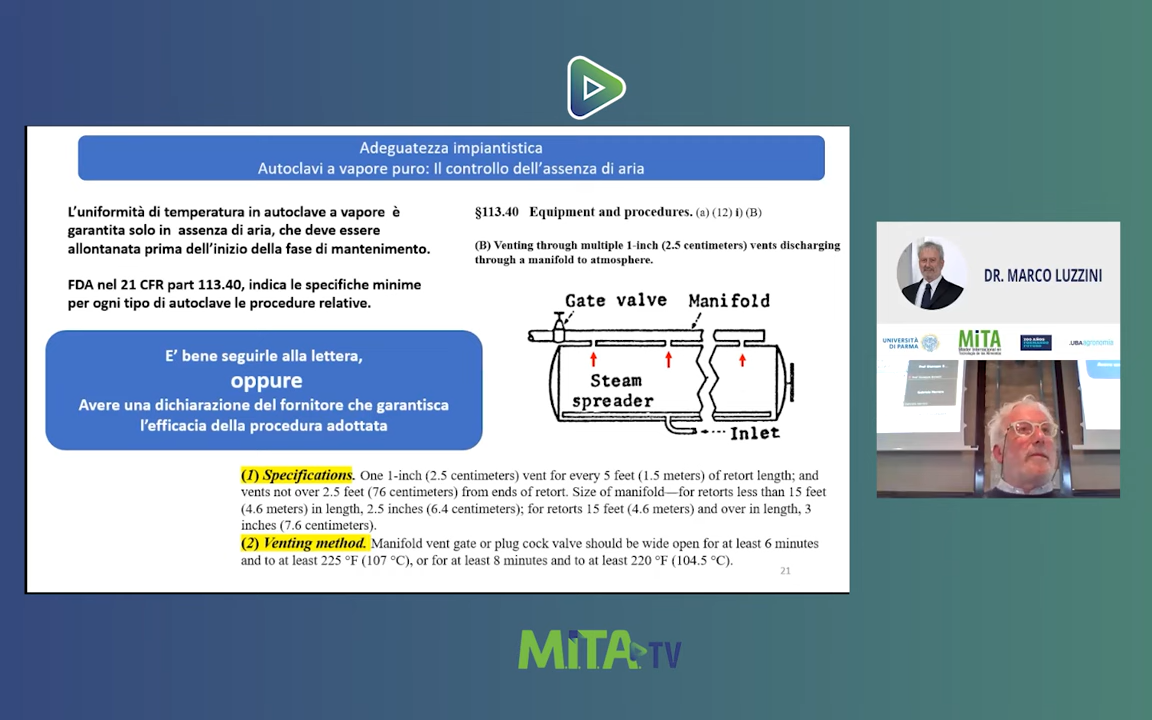 Adeguatezza impiantistica
Autoclavi a vapore puro: Il controllo dell'assenza di aria
L'uniformità di temperatura in autoclave a vapore è
garantita solo in assenza di aria, che deve essere
allontanata prima dell'inizio della fase di mantenimento.
FDA nel 21 CFR part 113.40, indica le specifiche minime
per ogni tipo di autoclave le procedure relative.
E' bene seguirle alla lettera,
oppure
Avere una dichiarazione del fornitore che garantisca
l'efficacia della procedura adottata
§113.40 Equipment and procedures. (a) (12) i) (B)
(B) Venting through multiple 1-inch (2.5 centimeters) vents discharging
through a manifold to atmosphere.
Gate valve Manifold
Steam
spreader
Inlet
(1) Specifications. One 1-inch (2.5 centimeters) vent for every 5 feet (1.5 meters) of retort length; and
vents not over 2.5 feet (76 centimeters) from ends of retort. Size of manifold—for retorts less than 15 feet
(4.6 meters) in length, 2.5 inches (6.4 centimeters); for retorts 15 feet (4.6 meters) and over in length, 3
inches (7.6 centimeters).
(2) Venting method. Manifold vent gate or plug cock valve should be wide open for at least 6 minutes
and to at least 225 °F (107 °C), or for at least 8 minutes and to at least 220 °F (104.5 °C).
21
DR. MARCO LUZZINI
UNIVERSITÀ
DI PARMA
MiTA
.UBAagronomia
M.I.T.A. TV